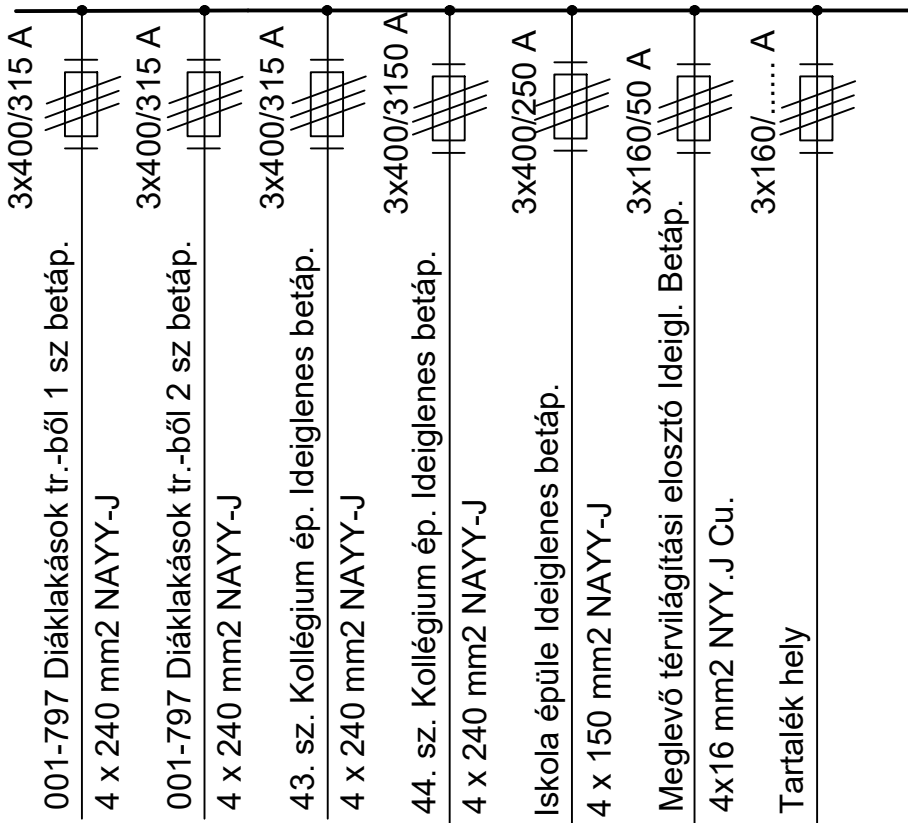 3x400/315 A
001-797 Diáklakások tr.-ből 1 sz betáp.
4 x 240 mm2 NAYY-J
3x400/315 A
001-797 Diáklakások tr.-ből 2 sz betáp.
4 x 240 mm2 NAYY-J
3x400/315 A
43. sz. Kollégium ép. Ideiglenes betáp.
4 x 240 mm2 NAYY-J
3x400/3150 A
44. sz. Kollégium ép. Ideiglenes betáp.
4 x 240 mm2 NAYY-J
3x400/250 A
Iskola épüle Ideiglenes betáp.
4 x 150 mm2 NAYY-J
3x160/50 A
Meglevő térvilágítási elosztó Ideigl. Betáp.
4x16 mm2 NYY.J Cu.
3x160/....... A
Tartalék hely